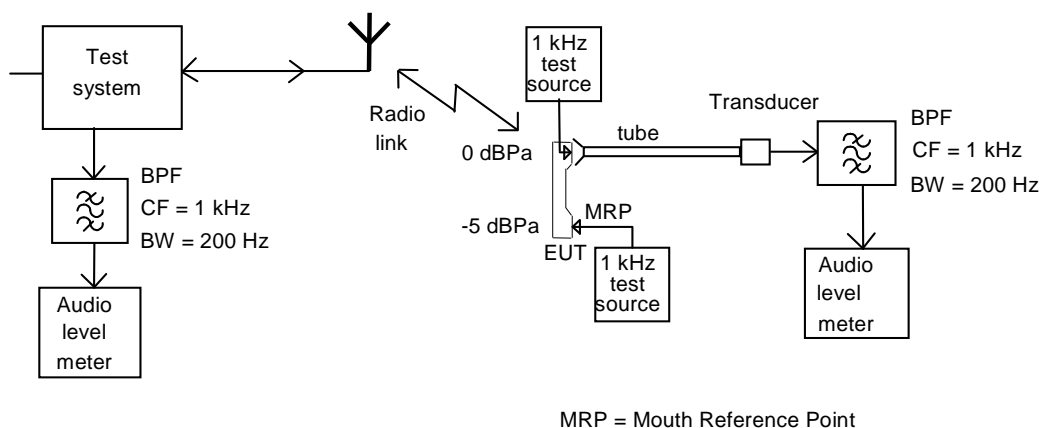 Test
system
BPF
CF = 1 kHz
BW = 200 Hz
Audio
level
meter
Radio
link
1 kHz
test
source
0 dBPa
-5 dBPa
MRP
EUT
1 kHz
test
source
tube
Transducer
BPF
CF = 1 kHz
BW = 200 Hz
Audio
level
meter
MRP = Mouth Reference Point